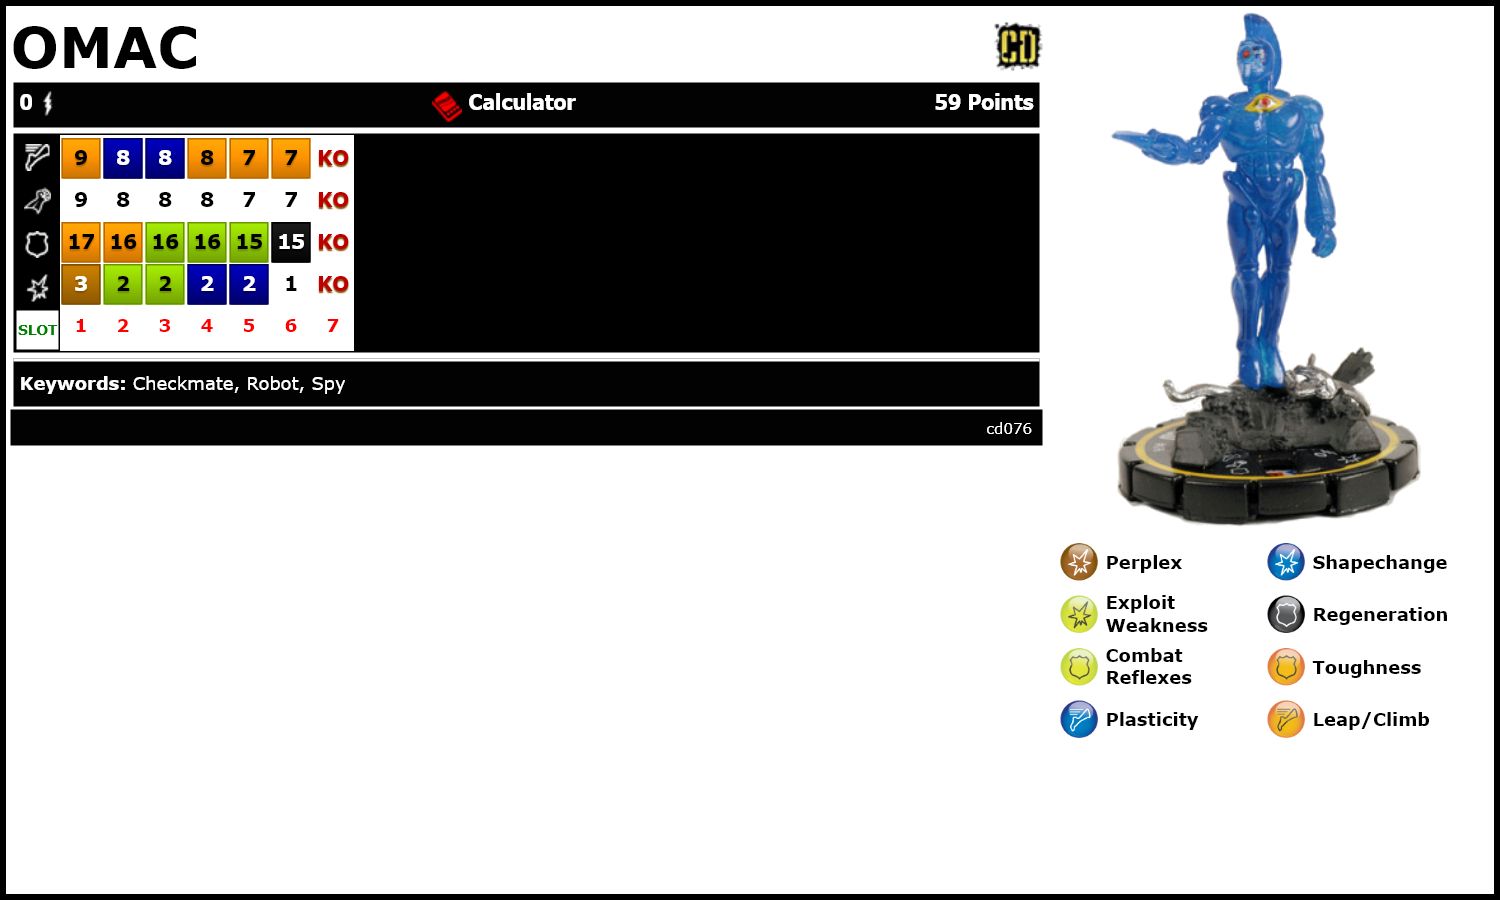 OMAC
CD
0 Calculator 59 Points
9 8 8 8 7 7 KO
9 8 8 8 7 7 KO
17 16 16 16 15 15 KO
3 2 2 2 2 1 KO
SLOT 1 2 3 4 5 6 7
Keywords: Checkmate, Robot, Spy
cd076
Perplex Shapechange
Exploit
Weakness
Regeneration
Combat
Reflexes
Toughness
Plasticity Leap/Climb